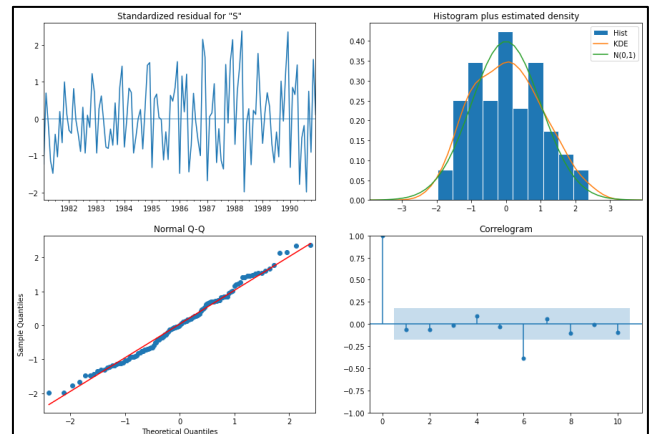 Standardized residual for "S"
2
1
0
−1
−2
1982 1983 1984 1985 1986 1987 1988 1989 1990
Histogram plus estimated density
Hist
KDE
N(0,1)
0.40
0.35
0.30
0.25
0.20
0.15
0.10
0.05
0.00
−3 −2 −1 0 1 2 3
Normal Q-Q
Sample Quantiles
2
1
0
−1
−2
−2 −1 0 1 2
Theoretical Quantiles
Correlogram
1.00
0.75
0.50
0.25
0.00
−0.25
−0.50
−0.75
−1.00
0 2 4 6 8 10